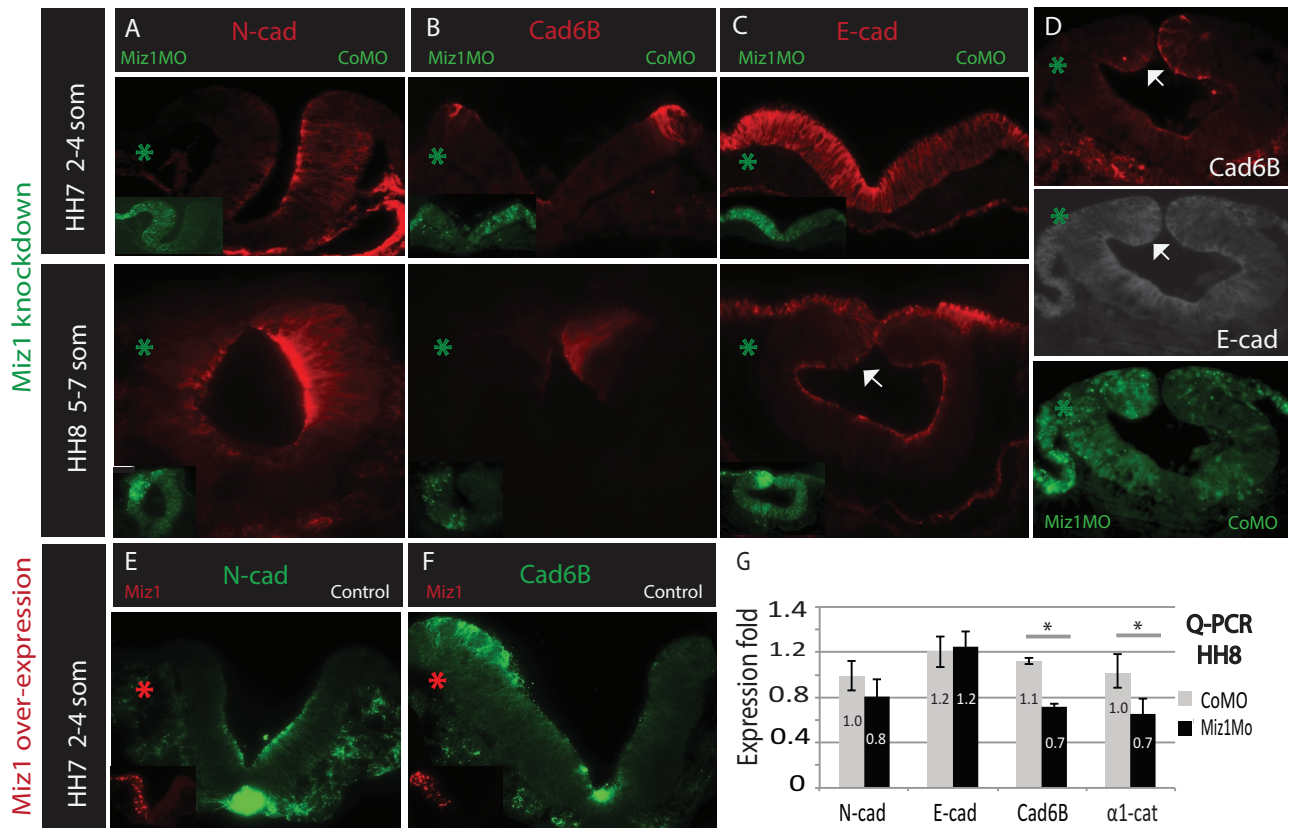 Miz1 knockdown
HH7 2-4 som
HH8 5-7 som
Miz1 over-expression
HH7 2-4 som
A
N-cad
Miz1MO
CoMO
B
Cad6B
Miz1MO
CoMO
C
E-cad
Miz1MO
CoMO
D
*
Cad6B
*
E-cad
*
Miz1MO
CoMO
*
*
*
*
*
*
E
N-cad
Miz1
Control
*
F
Cad6B
Miz1
Control
*
G
Expression fold
1.4
1.2
0.8
0.4
0
1.0
0.8
1.2
1.2
1.1
0.7
1.0
0.7
*
*
N-cad
E-cad
Cad6B
α1-cat
Q-PCR
HH8
CoMO
Miz1Mo